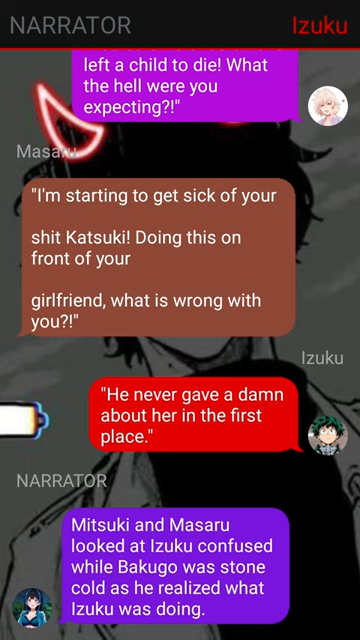 NARRATOR
Izuku
left a child to die! What
the hell were you
expecting?!"
Masaru
"I'm starting to get sick of your
shit Katsuki! Doing this on
front of your
girlfriend, what is wrong with
you?!"
Izuku
"He never gave a damn
about her in the first
place."
NARRATOR
Mitsuki and Masaru
looked at Izuku confused
while Bakugo was stone
cold as he realized what
Izuku was doing.